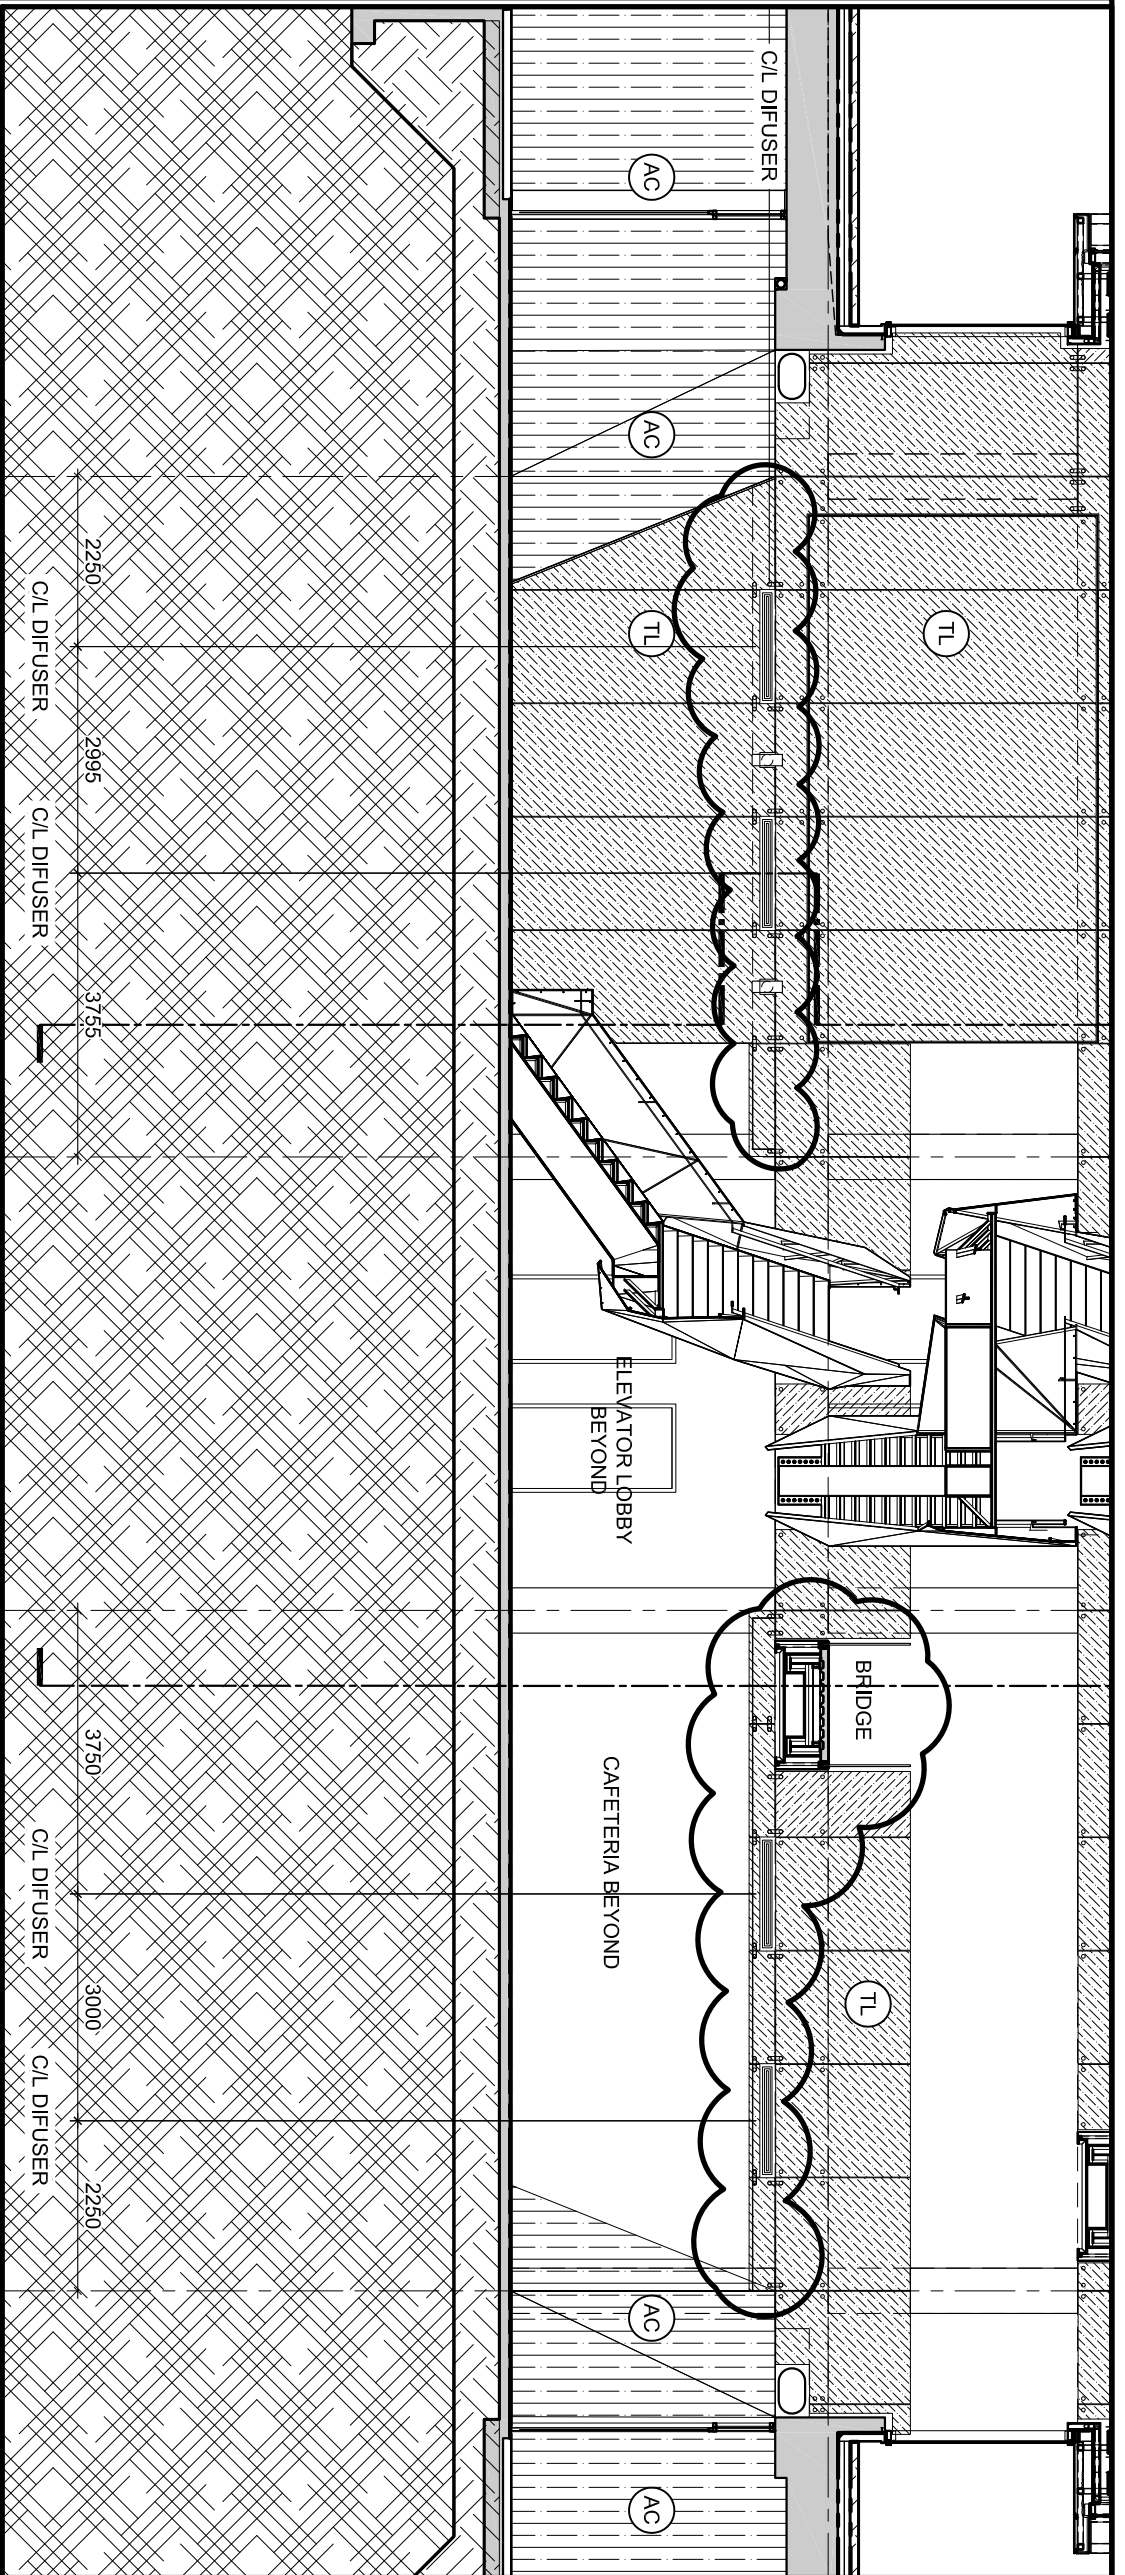 C/L DIFUSER
AC
AC
TL
TL
2250
C/L DIFUSER
2995
C/L DIFUSER
3755
ELEVATOR LOBBY
BEYOND
BRIDGE
3750
CAFETERIA BEYOND
C/L DIFUSER
3000
TL
C/L DIFUSER
2250
AC
AC